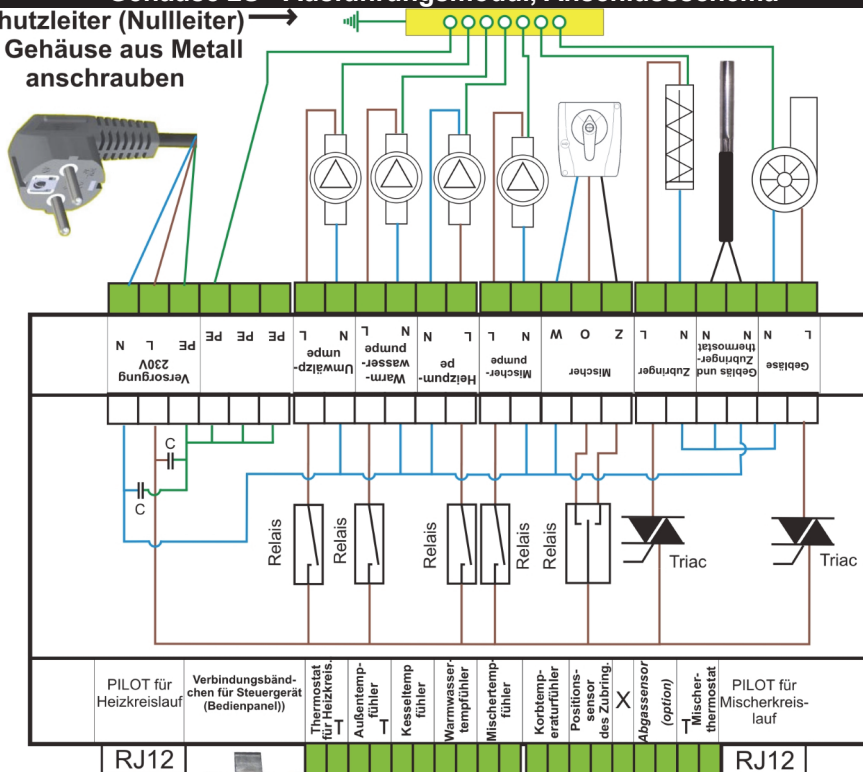 Schutzleiter (Nullleiter)
Gehäuse aus Metall
anschrauben
N L PE
Versorgung
230V
PE PE PE
L N
Umwälzp-
umpe
L N
Warm-
wasser-
pumpe
N L
Heizpum-
pe
L N
Mischer-
pumpe
W O Z
Mischer
L N
Zubringer
N N
Gebläs und
Zubringer-
thermostat
N L
Gebläse
C
C
Relais
Relais
Relais
Relais
Relais
Triac
Triac
PILOT für
Heizkreislauf
Verbindungsbänd-
chen für Steuergerät
(Bedienpanel))
Thermostat
für Heizkreis.
T
Außentemp-
fühler
T
Kesseltemp
fühler
Warmwasser-
tempfühler
Mischertemp-
fühler
Korbtemp-
eraturfühler
Positions-
sensor
des Zubring.
X
Abgassensor
(option)
T
Mischer-
thermostat
PILOT für
Mischerkreis-
lauf
RJ12
RJ12